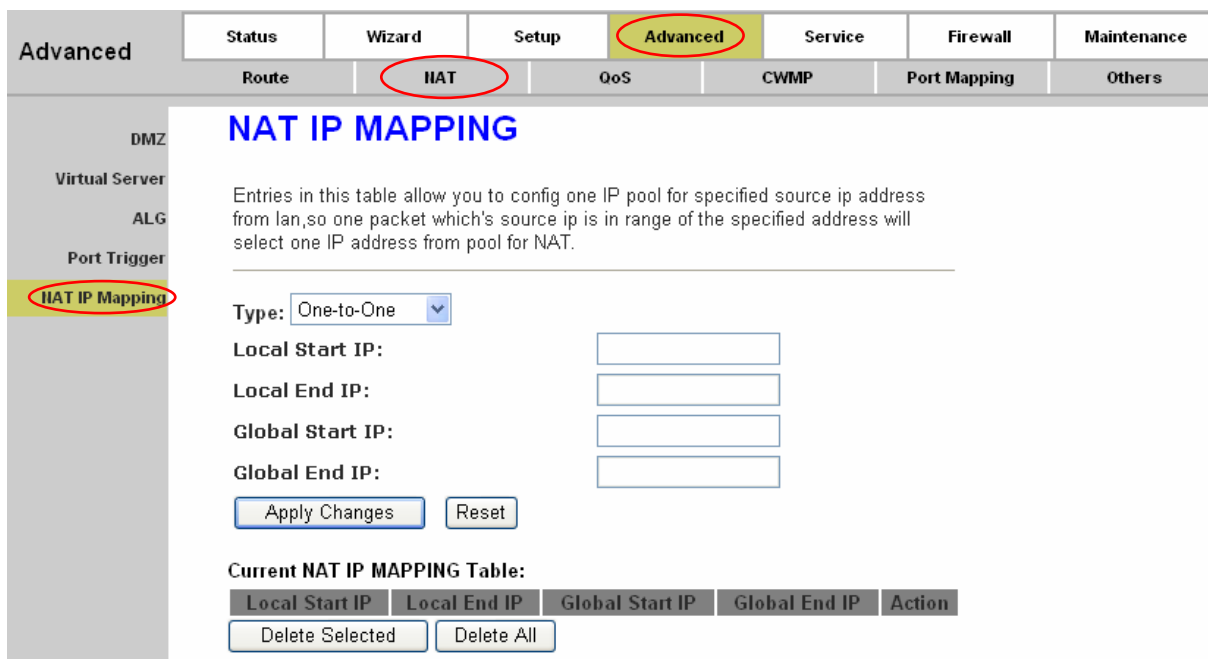 Advanced
Status Wizard Setup Advanced Service Firewall Maintenance
Route NAT QoS CWMP Port Mapping Others
DMZ
Virtual Server
ALG
Port Trigger
NAT IP Mapping
NAT IP MAPPING
Entries in this table allow you to config one IP pool for specified source ip address
from lan,so one packet which's source ip is in range of the specified address will
select one IP address from pool for NAT.
Type: One-to-One
Local Start IP:
Local End IP:
Global Start IP:
Global End IP:
Apply Changes Reset
Current NAT IP MAPPING Table:
Local Start IP Local End IP Global Start IP Global End IP Action
Delete Selected Delete All